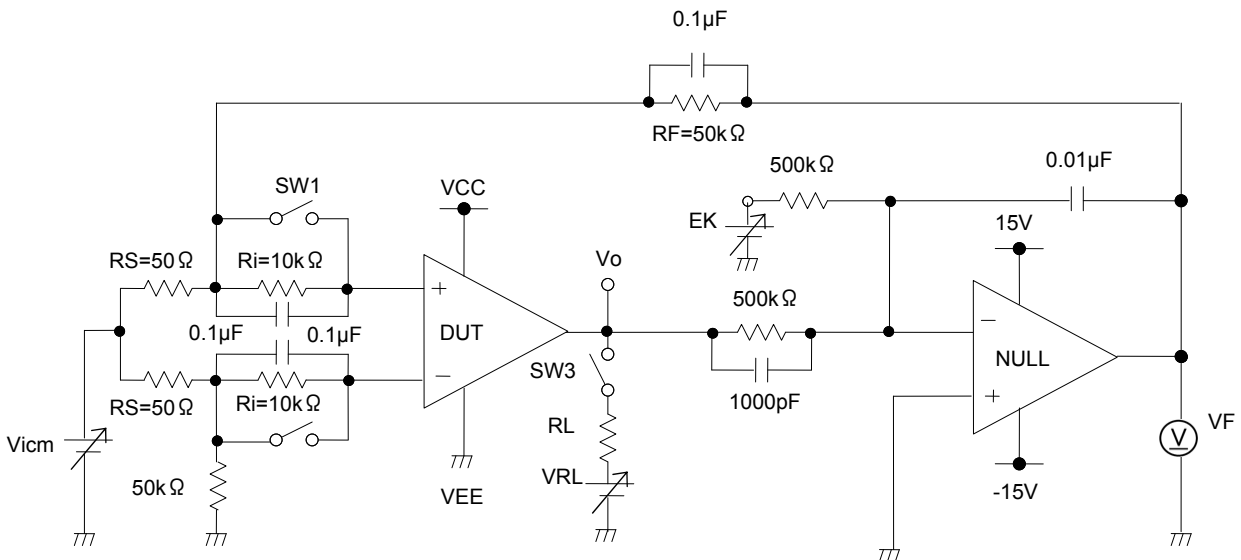 0.1μF
RF=50kΩ
500kΩ
0.01μF
SW1
VCC
EK
15V
RS=50Ω
Ri=10kΩ
Vo
500kΩ
+
DUT
−
0.1μF
0.1μF
−
NULL
+
SW3
1000pF
RS=50Ω
Ri=10kΩ
RL
V
VF
Vicm
50kΩ
VEE
VRL
-15V